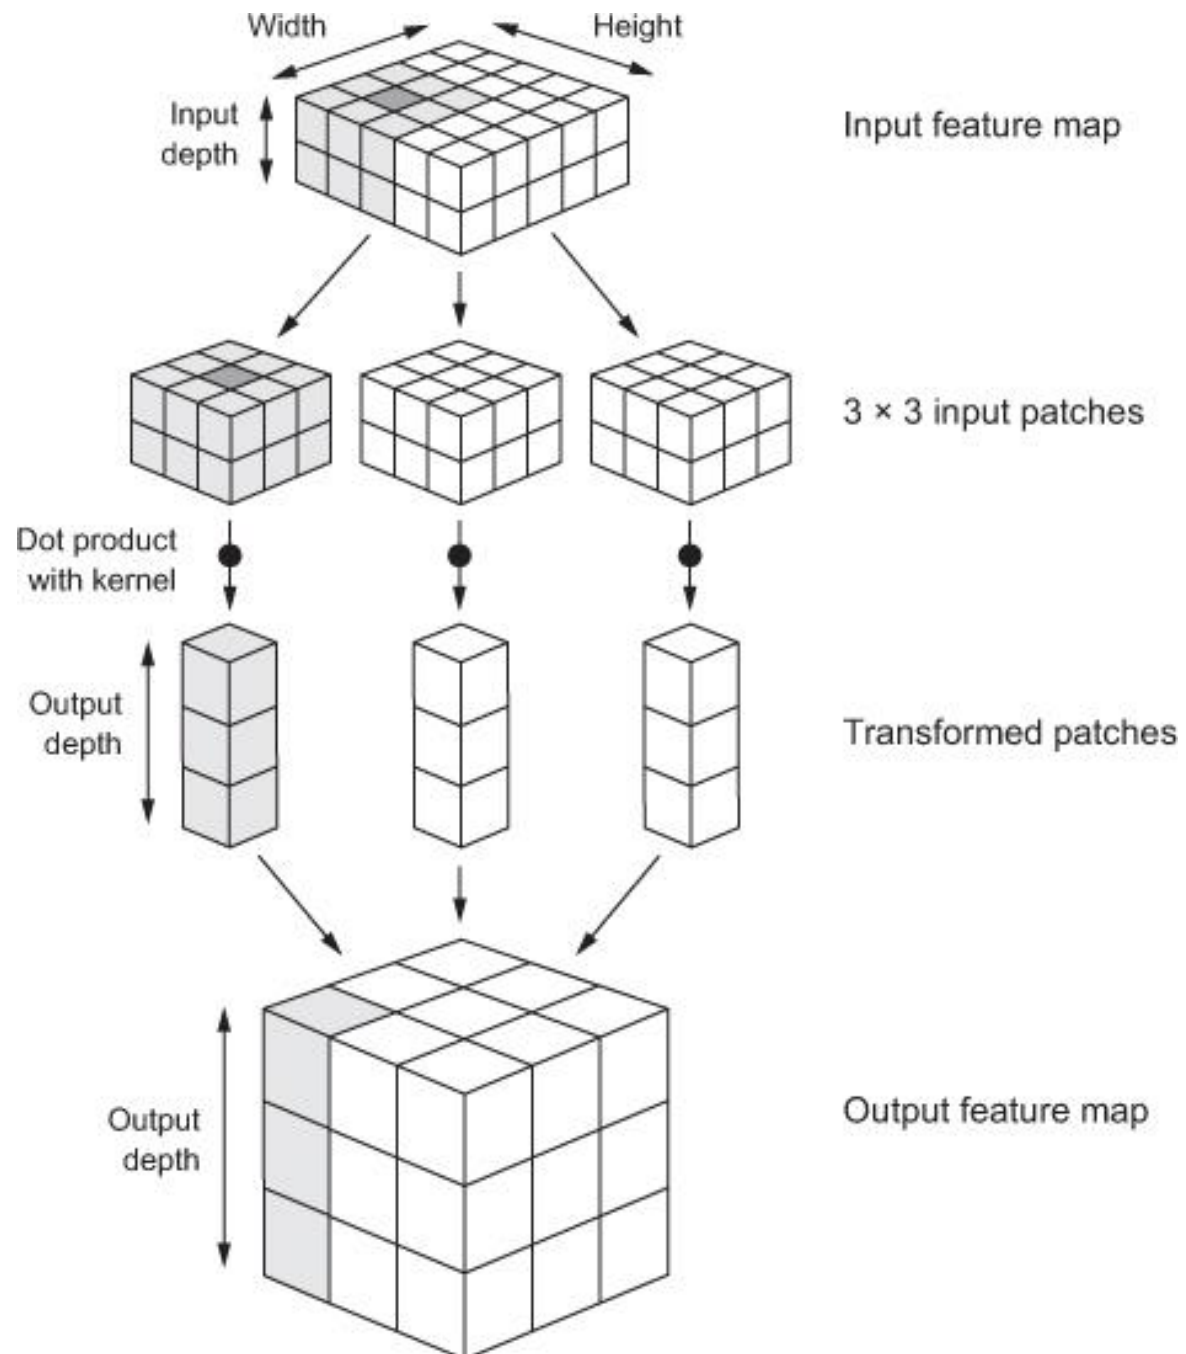 Width
Height
Input
depth
Input feature map
3 × 3 input patches
Dot product
with kernel
Output
depth
Transformed patches
Output
depth
Output feature map